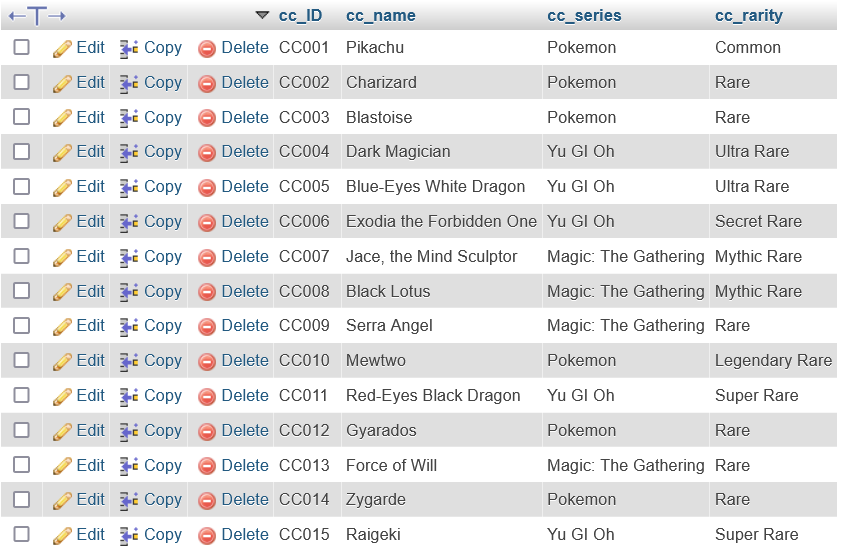 cc_ID cc_name cc_series cc_rarity
Edit Copy Delete CC001 Pikachu Pokemon Common
Edit Copy Delete CC002 Charizard Pokemon Rare
Edit Copy Delete CC003 Blastoise Pokemon Rare
Edit Copy Delete CC004 Dark Magician Yu GI Oh Ultra Rare
Edit Copy Delete CC005 Blue-Eyes White Dragon Yu GI Oh Ultra Rare
Edit Copy Delete CC006 Exodia the Forbidden One Yu GI Oh Secret Rare
Edit Copy Delete CC007 Jace, the Mind Sculptor Magic: The Gathering Mythic Rare
Edit Copy Delete CC008 Black Lotus Magic: The Gathering Mythic Rare
Edit Copy Delete CC009 Serra Angel Magic: The Gathering Rare
Edit Copy Delete CC010 Mewtwo Pokemon Legendary Rare
Edit Copy Delete CC011 Red-Eyes Black Dragon Yu GI Oh Super Rare
Edit Copy Delete CC012 Gyarados Pokemon Rare
Edit Copy Delete CC013 Force of Will Magic: The Gathering Rare
Edit Copy Delete CC014 Zygarde Pokemon Rare
Edit Copy Delete CC015 Raigeki Yu GI Oh Super Rare